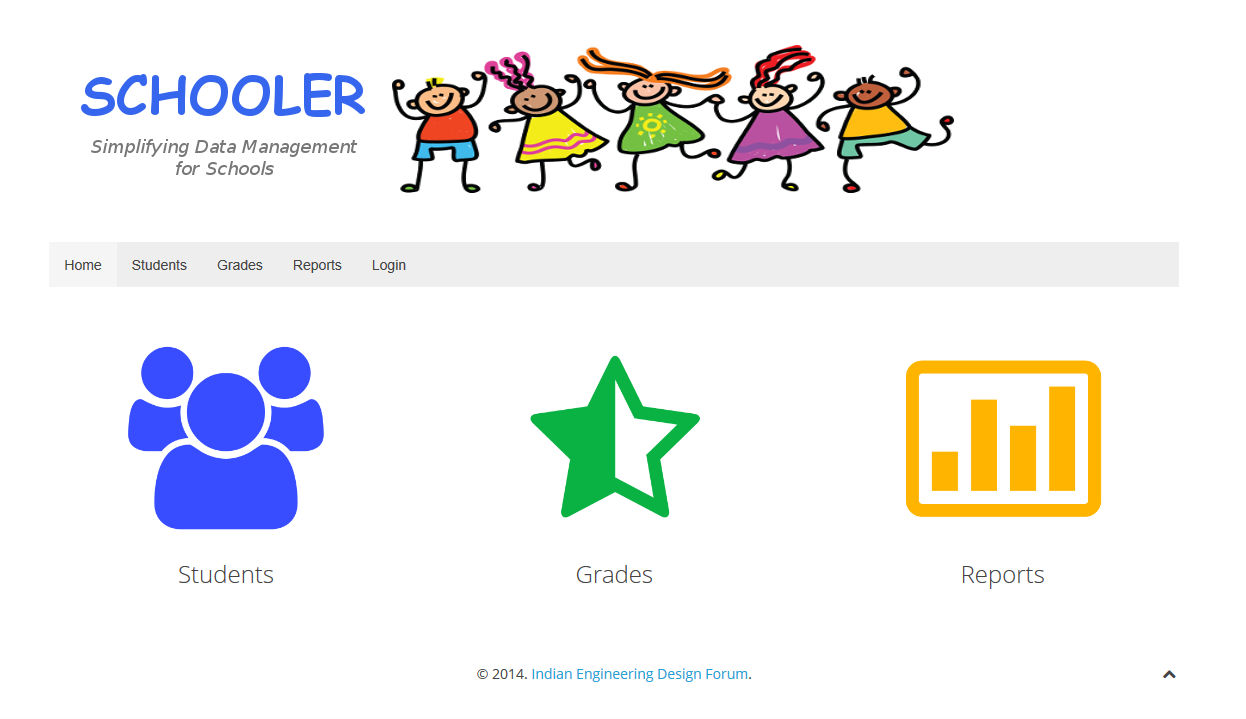 SCHOOLER
Simplifying Data Management
for Schools
Home Students Grades Reports Login
Students Grades Reports
© 2014. Indian Engineering Design Forum.